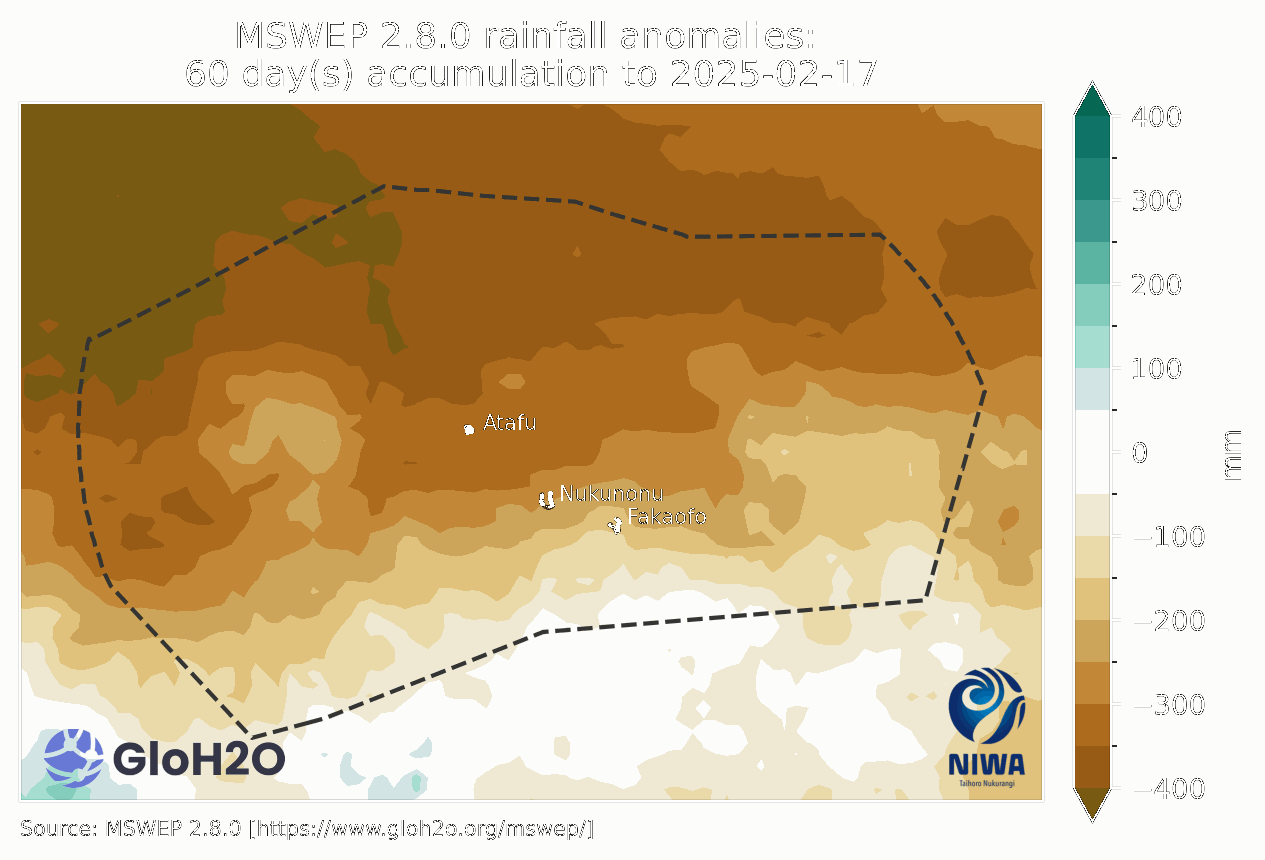 MSWEP 2.8.0 rainfall anomalies:
60 day(s) accumulation to 2025-02-17
400
300
200
100
0
−100
−200
−300
−400
mm
Atafu
Nukunonu
Fakaofo
GloH2O
NIWA
Taihoro Nukurangi
Source: MSWEP 2.8.0 [https://www.gloh2o.org/mswep/]